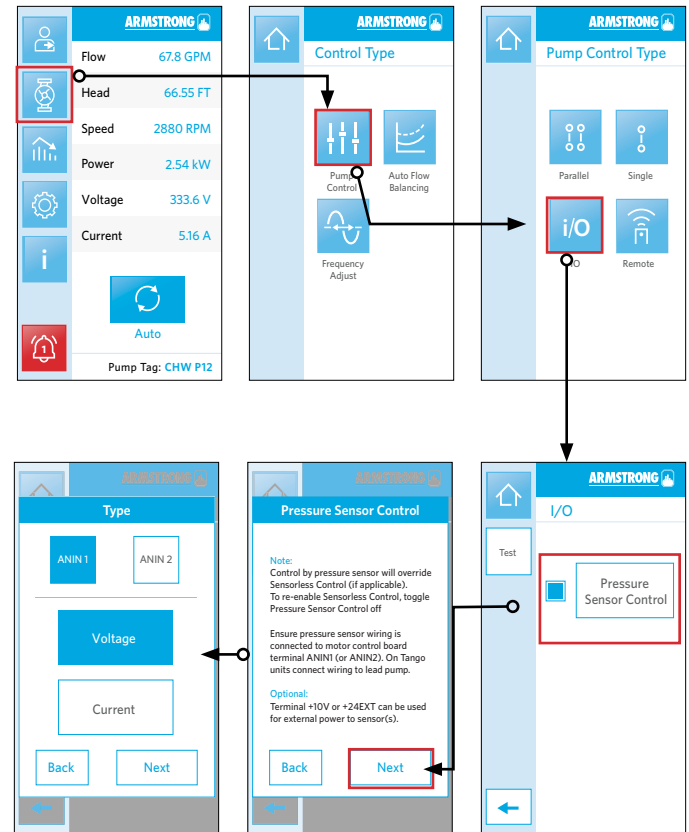 ARMSTRONG
Flow 67.8 GPM
Head 66.55 FT
Speed 2880 RPM
Power 2.54 kW
Voltage 333.6 V
Current 5.16 A
i
1
Auto
Pump Tag: CHW P12
ARMSTRONG
Control Type
Pump
Control
Auto Flow
Balancing
Frequency
Adjust
ARMSTRONG
Pump Control Type
Parallel
Single
i/O
Remote
ARMSTRONG
Type
ANIN 1
ANIN 2
Voltage
Current
Back
Next
ARMSTRONG
Pressure Sensor Control
Note:
Control by pressure sensor will override
Sensorless Control (if applicable).
To re-enable Sensorless Control, toggle
Pressure Sensor Control off
Ensure pressure sensor wiring is
connected to motor control board
terminal ANIN1 (or ANIN2). On Tango
units connect wiring to lead pump.
Optional:
Terminal +10V or +24EXT can be used
for external power to sensor(s).
Back
Next
ARMSTRONG
I/O
Test
Pressure
Sensor Control